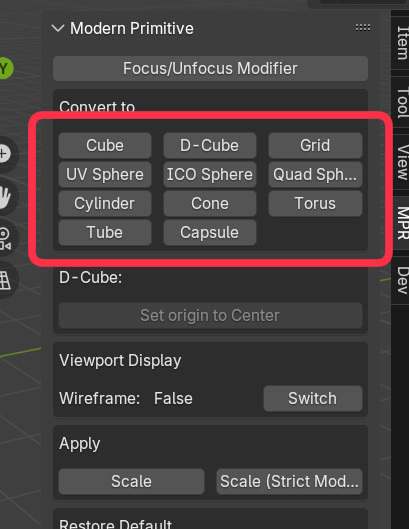 Modern Primitive
Y
Focus/Unfocus Modifier
Convert to
Cube D-Cube Grid
UV Sphere ICO Sphere Quad Sph...
Cylinder Cone Torus
Tube Capsule
D-Cube:
Set origin to Center
Viewport Display
Wireframe: False Switch
Apply
Scale Scale (Strict Mod...
Restore Default
Item
Tool
View
MPR
Dev